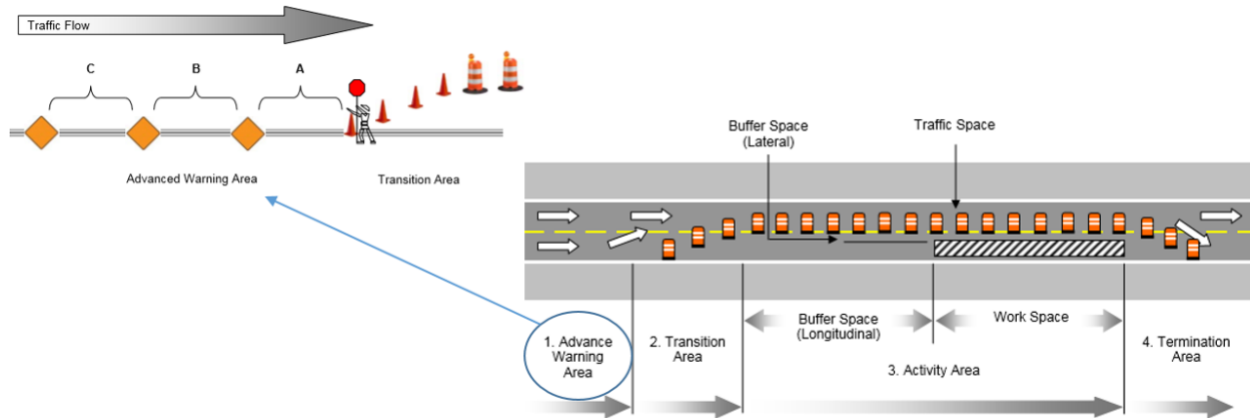 Traffic Flow
C
B
A
Advanced Warning Area
Transition Area
Buffer Space
(Lateral)
Traffic Space
1. Advance
Warning
Area
2. Transition
Area
Buffer Space
(Longitudinal)
Work Space
3. Activity Area
4. Termination
Area